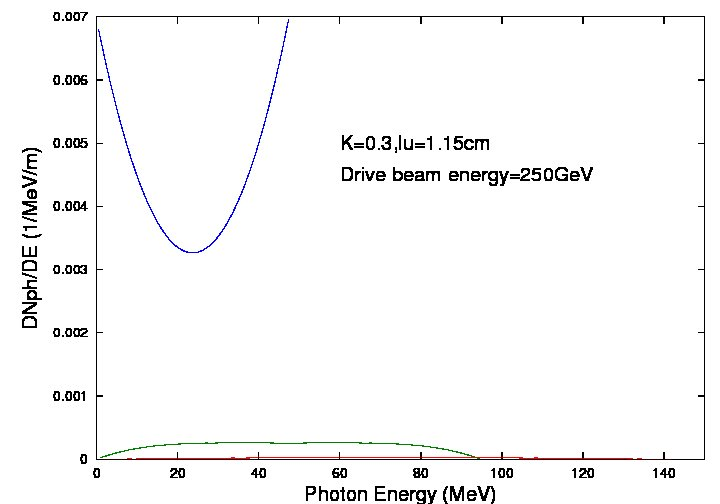 0.007
0.006
0.005
0.004
0.003
0.002
0.001
0
DNph/DE (1/MeV/m)
K=0.3,lu=1.15cm
Drive beam energy=250GeV
0 20 40 60 80 100 120 140
Photon Energy (MeV)